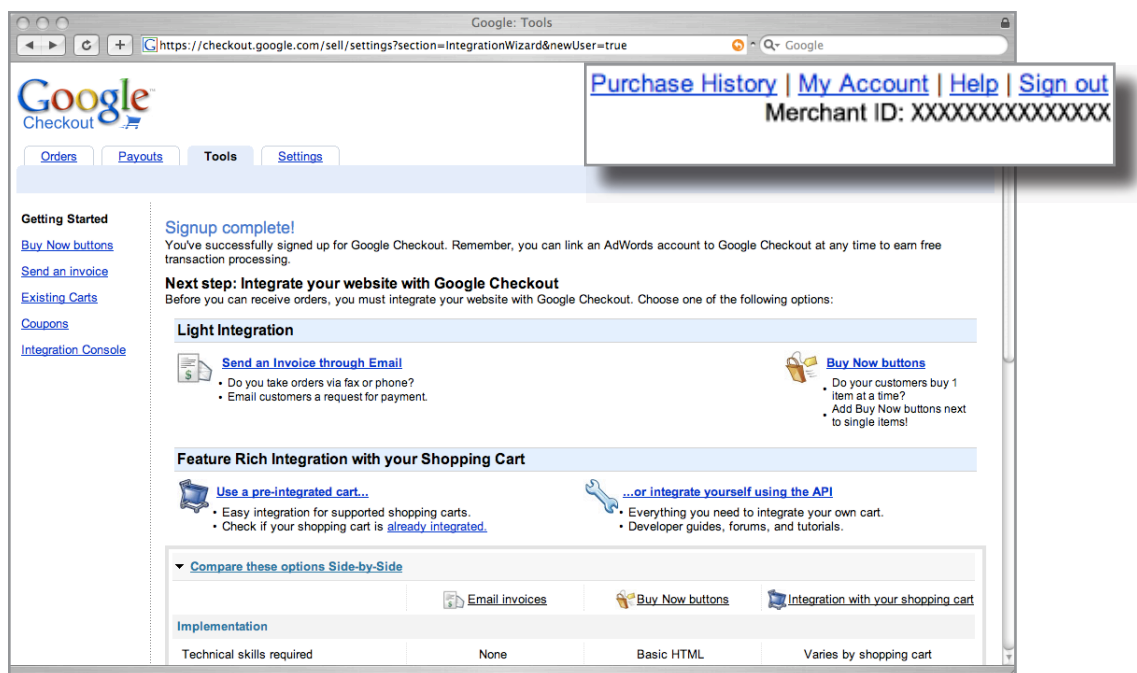 Google: Tools
https://checkout.google.com/sell/settings?section=IntegrationWizard&newUser=true
Google
Purchase History | My Account | Help | Sign out
Merchant ID: XXXXXXXXXXXXXXX
Google™
Checkout
Orders Payouts Tools Settings
Getting Started
Buy Now buttons
Send an invoice
Existing Carts
Coupons
Integration Console
Signup complete!
You've successfully signed up for Google Checkout. Remember, you can link an AdWords account to Google Checkout at any time to earn free
transaction processing.
Next step: Integrate your website with Google Checkout
Before you can receive orders, you must integrate your website with Google Checkout. Choose one of the following options:
Light Integration
Send an Invoice through Email
• Do you take orders via fax or phone?
• Email customers a request for payment.
Buy Now buttons
• Do your customers buy 1
item at a time?
• Add Buy Now buttons next
to single items!
Feature Rich Integration with your Shopping Cart
Use a pre-integrated cart...
• Easy integration for supported shopping carts.
• Check if your shopping cart is already integrated.
...or integrate yourself using the API
• Everything you need to integrate your own cart.
• Developer guides, forums, and tutorials.
Compare these options Side-by-Side
Email invoices Buy Now buttons Integration with your shopping cart
Implementation
Technical skills required None Basic HTML Varies by shopping cart